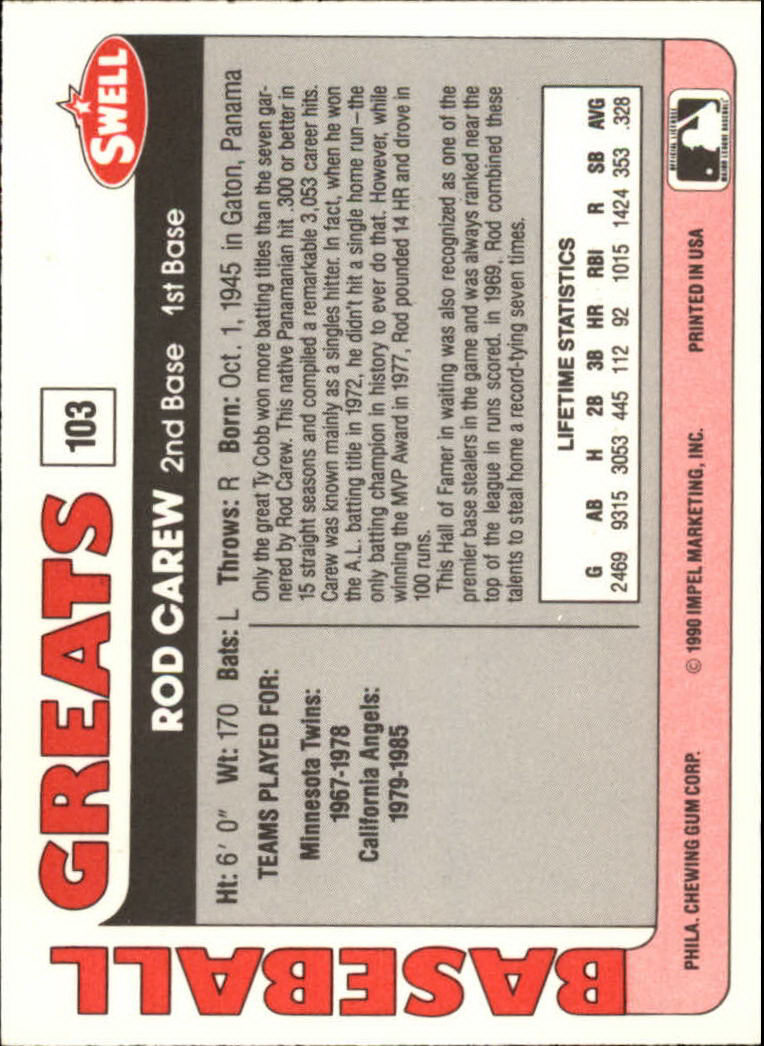 BASEBALL
GREATS
103
SWELL
ROD CAREW 2nd Base 1st Base
Ht: 6' 0" Wt: 170 Bats: L Throws: R Born: Oct. 1, 1945 in Gaton, Panama
TEAMS PLAYED FOR:
Minnesota Twins:
1967-1978
California Angels:
1979-1985
Only the great Ty Cobb won more batting titles than the seven gar-
nered by Rod Carew. This native Panamanian hit .300 or better in
15 straight seasons and compiled a remarkable 3,053 career hits.
Carew was known mainly as a singles hitter. In fact, when he won
the A.L. batting title in 1972, he didn't hit a single home run–the
only batting champion in history to ever do that. However, while
winning the MVP Award in 1977, Rod pounded 14 HR and drove in
100 runs.
This Hall of Famer in waiting was also recognized as one of the
premier base stealers in the game and was always ranked near the
top of the league in runs scored. in 1969, Rod combined these
talents to steal home a record-tying seven times.
LIFETIME STATISTICS
G AB H 2B 3B HR RBI R SB AVG
2469 9315 3053 445 112 92 1015 1424 353 .328
PHILA. CHEWING GUM CORP. © 1990 IMPEL MARKETING, INC. PRINTED IN USA
OFFICIAL LICENSEE
MAJOR LEAGUE BASEBALL